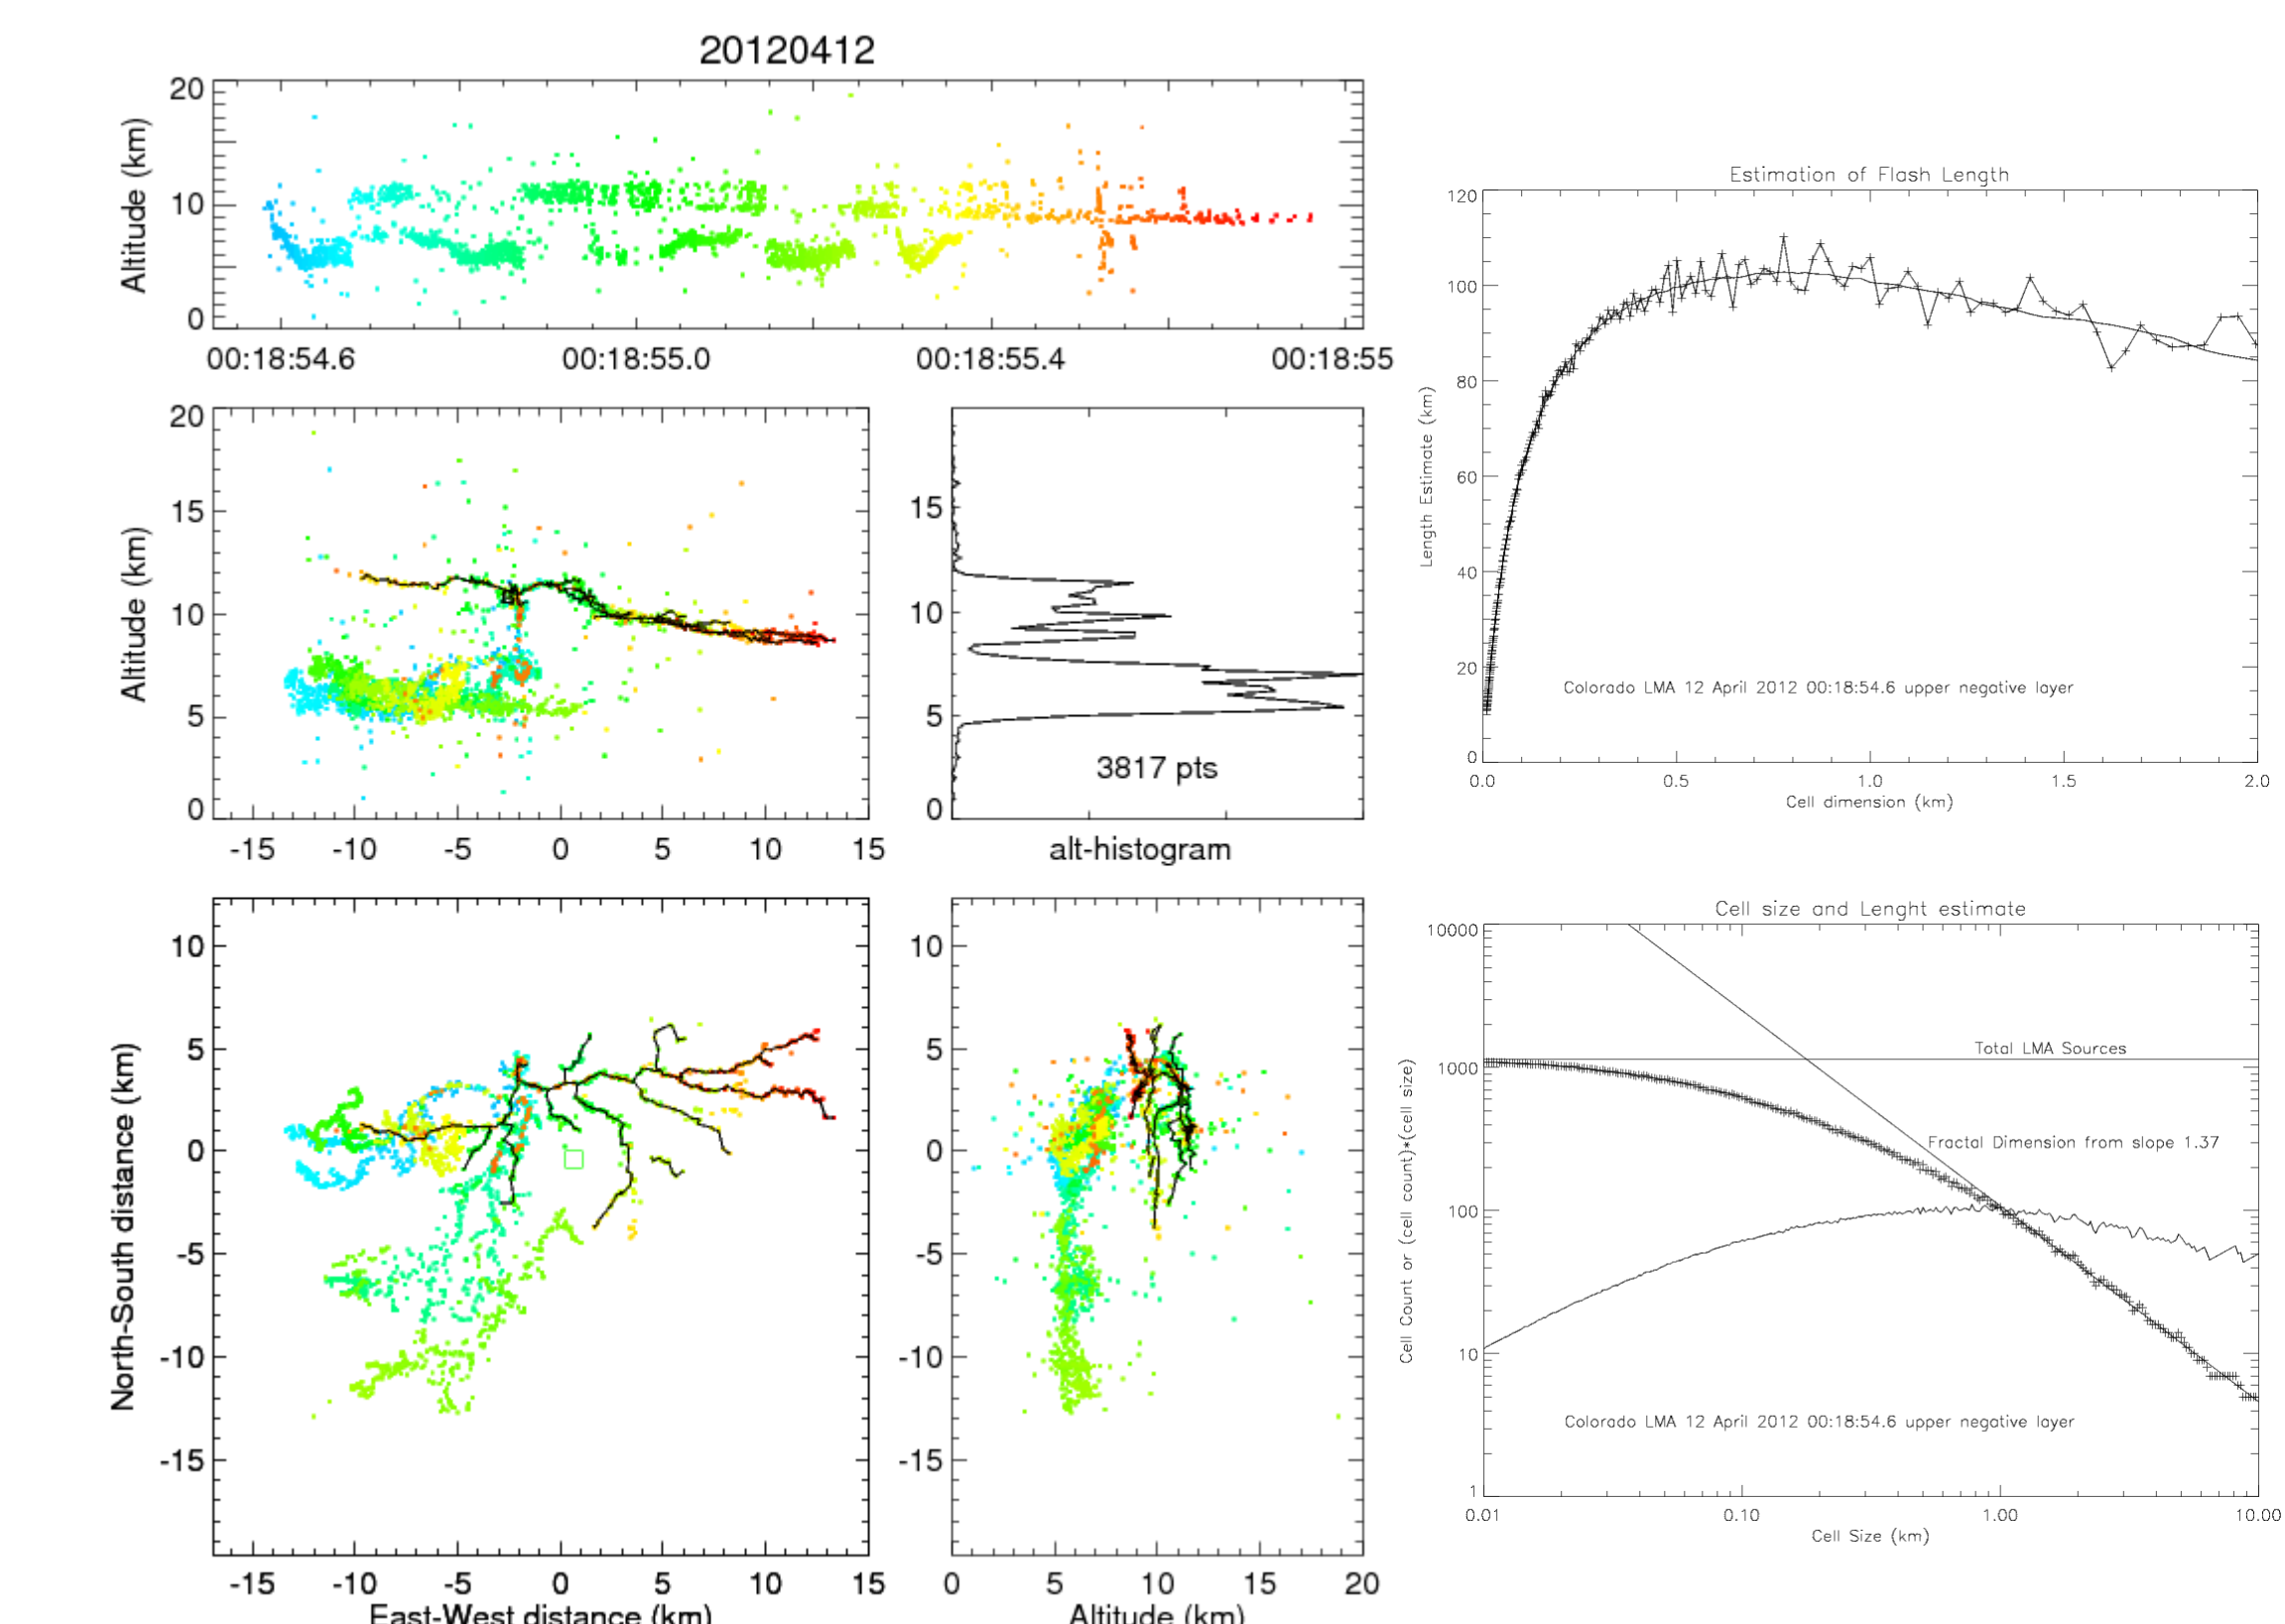 20120412
Altitude (km)
20
10
0
00:18:54.6 00:18:55.0 00:18:55.4 00:18:55
Altitude (km)
20
15
10
5
0
-15 -10 -5 0 5 10 15
15
10
5
0
3817 pts
alt-histogram
North-South distance (km)
10
5
0
-5
-10
-15
-15 -10 -5 0 5 10 15
East-West distance (km)
10
5
0
-5
-10
-15
0 5 10 15 20
Altitude (km)
Estimation of Flash Length
Length Estimate (km)
120
100
80
60
40
20
0
Colorado LMA 12 April 2012 00:18:54.6 upper negative layer
0.0 0.5 1.0 1.5 2.0
Cell dimension (km)
Cell size and Lenght estimate
Cell Count or (cell count)*(cell size)
10000
1000
100
10
1
Total LMA Sources
Fractal Dimension from slope 1.37
Colorado LMA 12 April 2012 00:18:54.6 upper negative layer
0.01 0.10 1.00 10.00
Cell Size (km)